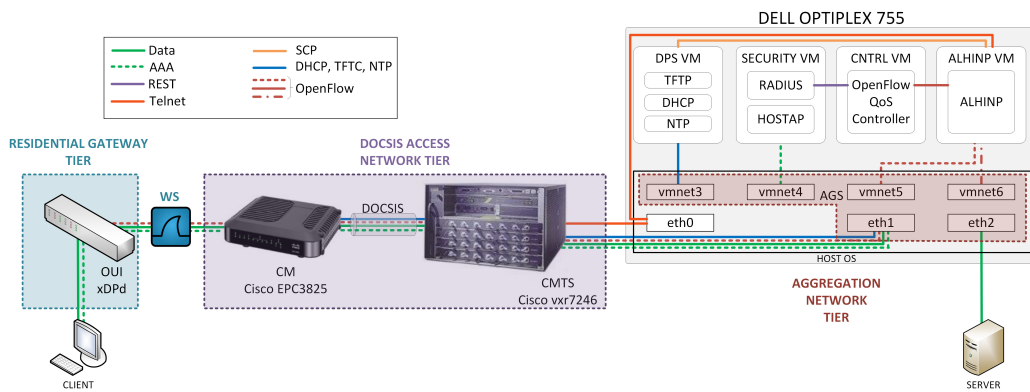 DELL OPTIPLEX 755
Data
AAA
REST
Telnet
SCP
DHCP, TFTC, NTP
OpenFlow
DPS VM
TFTP
DHCP
NTP
SECURITY VM
RADIUS
HOSTAP
CNTRL VM
OpenFlow
QoS
Controller
ALHINP VM
ALHINP
RESIDENTIAL GATEWAY
TIER
WS
DOCSIS ACCESS
NETWORK TIER
DOCSIS
OUI
xDPd
CM
Cisco EPC3825
CMTS
Cisco vxr7246
vmnet3
vmnet4
AGS
vmnet5
vmnet6
eth0
eth1
eth2
HOST OS
AGGREGATION
NETWORK
TIER
CLIENT
SERVER